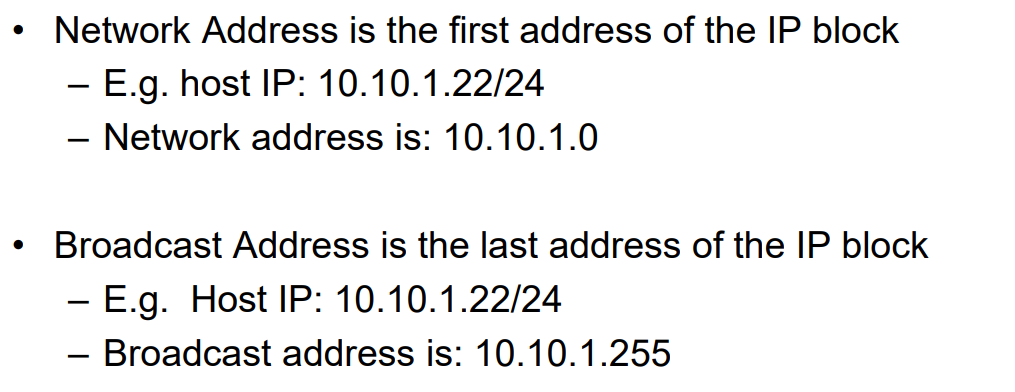 • Network Address is the first address of the IP block
– E.g. host IP: 10.10.1.22/24
– Network address is: 10.10.1.0
• Broadcast Address is the last address of the IP block
– E.g.  Host IP: 10.10.1.22/24
– Broadcast address is: 10.10.1.255